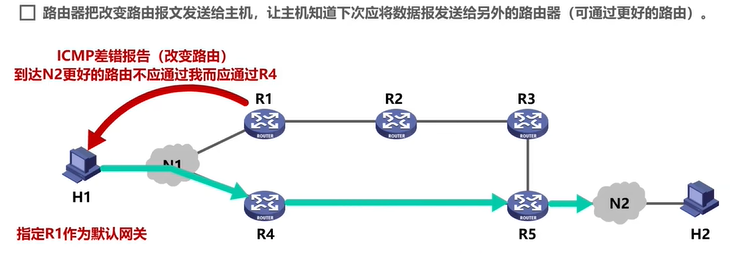 路由器把改变路由报文发送给主机，让主机知道下次应将数据报发送给另外的路由器（可通过更好的路由）。
ICMP差错报告（改变路由）
到达N2更好的路由不应通过我而应通过R4
R1
R2
R3
ROUTER
ROUTER
ROUTER
N1
H1
R4
ROUTER
R5
ROUTER
N2
H2
指定R1作为默认网关